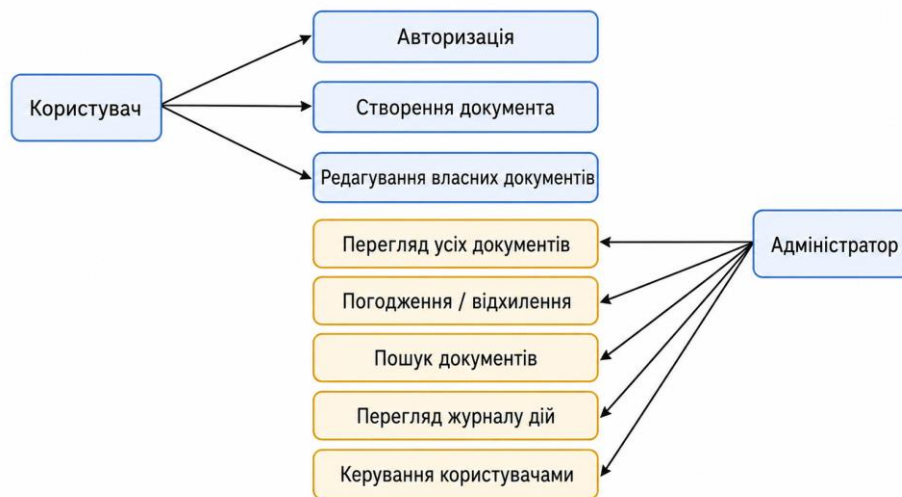 Авторизація
Користувач
Створення документа
Редагування власних документів
Перегляд усіх документів
Адміністратор
Погодження / відхилення
Пошук документів
Перегляд журналу дій
Керування користувачами